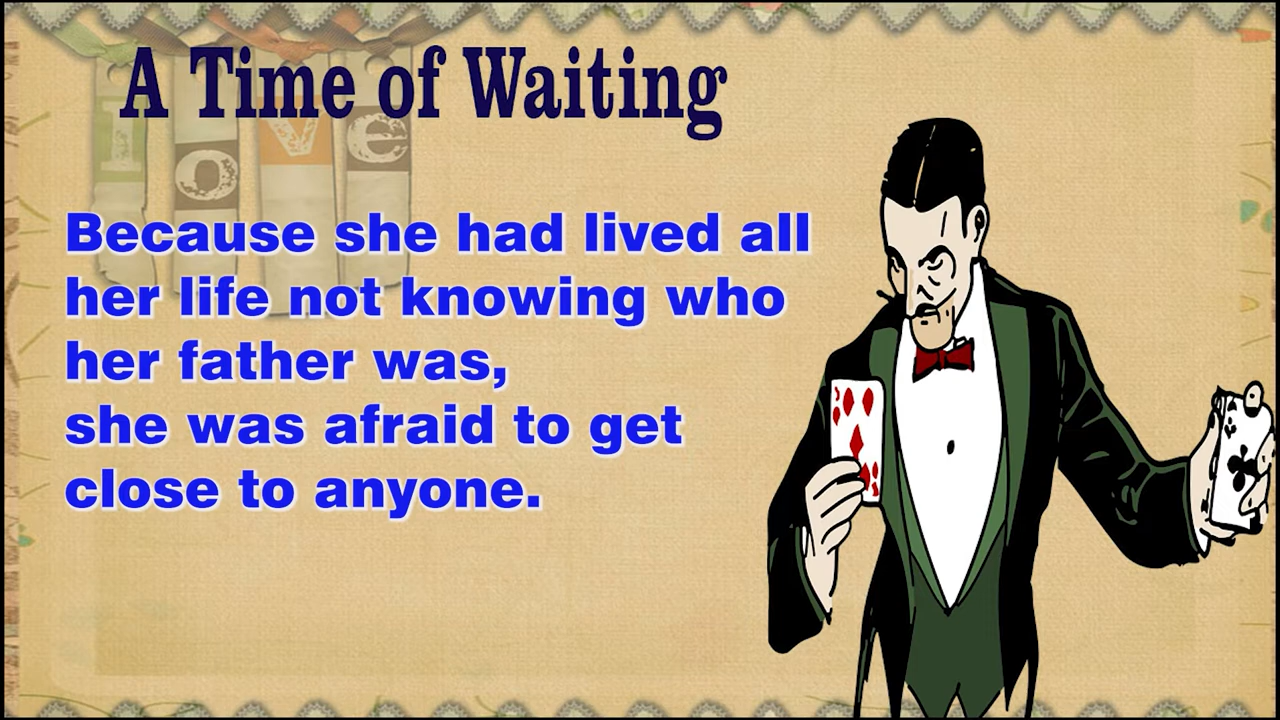 A Time of Waiting
love
Because she had lived all
her life not knowing who
her father was,
she was afraid to get
close to anyone.